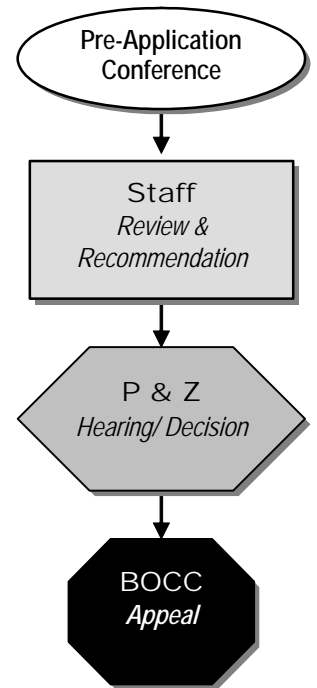 Pre-Application
Conference
Staff
Review &
Recommendation
P & Z
Hearing/ Decision
BOCC
Appeal